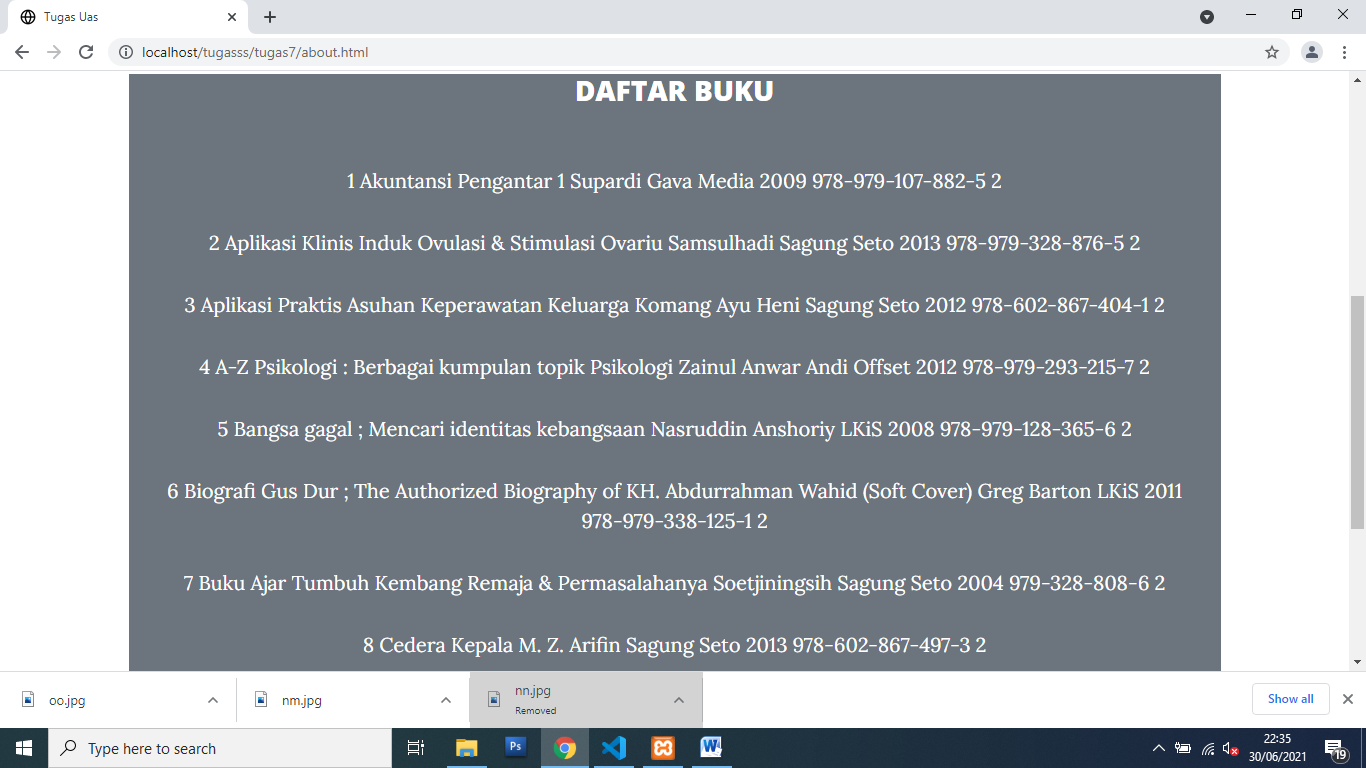 Tugas Uas
localhost/tugasss/tugas7/about.html
DAFTAR BUKU
1 Akuntansi Pengantar 1 Supardi Gava Media 2009 978-979-107-882-5 2
2 Aplikasi Klinis Induk Ovulasi & Stimulasi Ovariu Samsulhadi Sagung Seto 2013 978-979-328-876-5 2
3 Aplikasi Praktis Asuhan Keperawatan Keluarga Komang Ayu Heni Sagung Seto 2012 978-602-867-404-1 2
4 A-Z Psikologi : Berbagai kumpulan topik Psikologi Zainul Anwar Andi Offset 2012 978-979-293-215-7 2
5 Bangsa gagal ; Mencari identitas kebangsaan Nasruddin Anshoriy LKiS 2008 978-979-128-365-6 2
6 Biografi Gus Dur ; The Authorized Biography of KH. Abdurrahman Wahid (Soft Cover) Greg Barton LKiS 2011
978-979-338-125-1 2
7 Buku Ajar Tumbuh Kembang Remaja & Permasalahanya Soetjiningsih Sagung Seto 2004 979-328-808-6 2
8 Cedera Kepala M. Z. Arifin Sagung Seto 2013 978-602-867-497-3 2
oo.jpg
nm.jpg
nn.jpg
Removed
Show all
Type here to search
Ps
W
22:35
30/06/2021
19